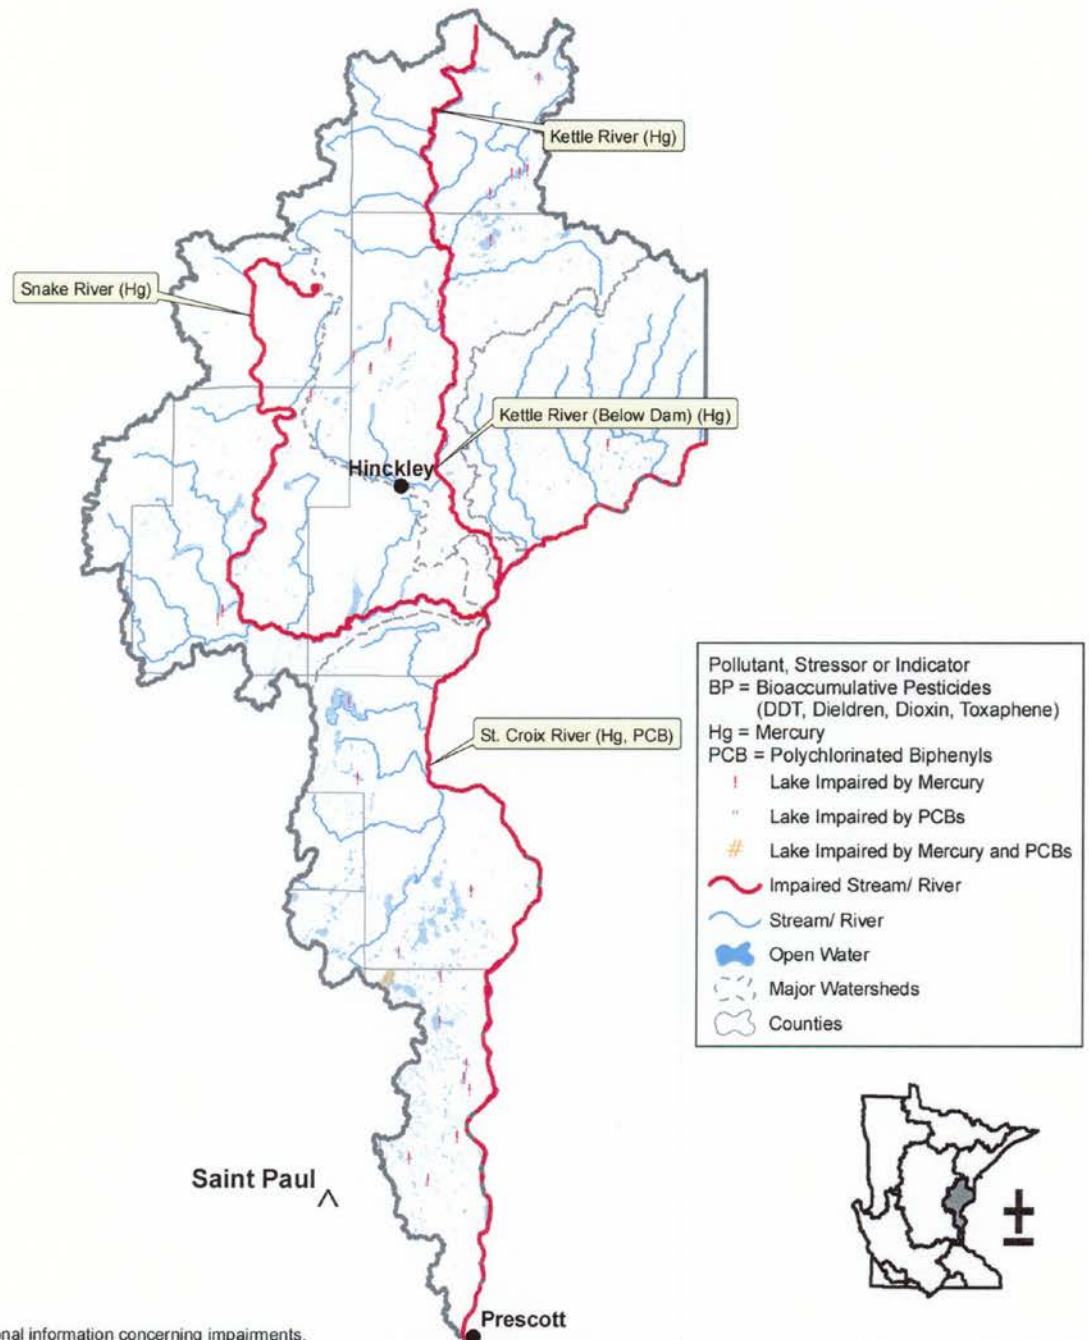 Kettle River (Hg)
Snake River (Hg)
Kettle River (Below Dam) (Hg)
Hinckley
St. Croix River (Hg, PCB)
Pollutant, Stressor or Indicator
BP = Bioaccumulative Pesticides
(DDT, Dieldren, Dioxin, Toxaphene)
Hg = Mercury
PCB = Polychlorinated Biphenyls
! Lake Impaired by Mercury
" Lake Impaired by PCBs
# Lake Impaired by Mercury and PCBs
Impaired Stream/ River
Stream/ River
Open Water
Major Watersheds
Counties
Saint Paul
Prescott
onal information concerning impairments.